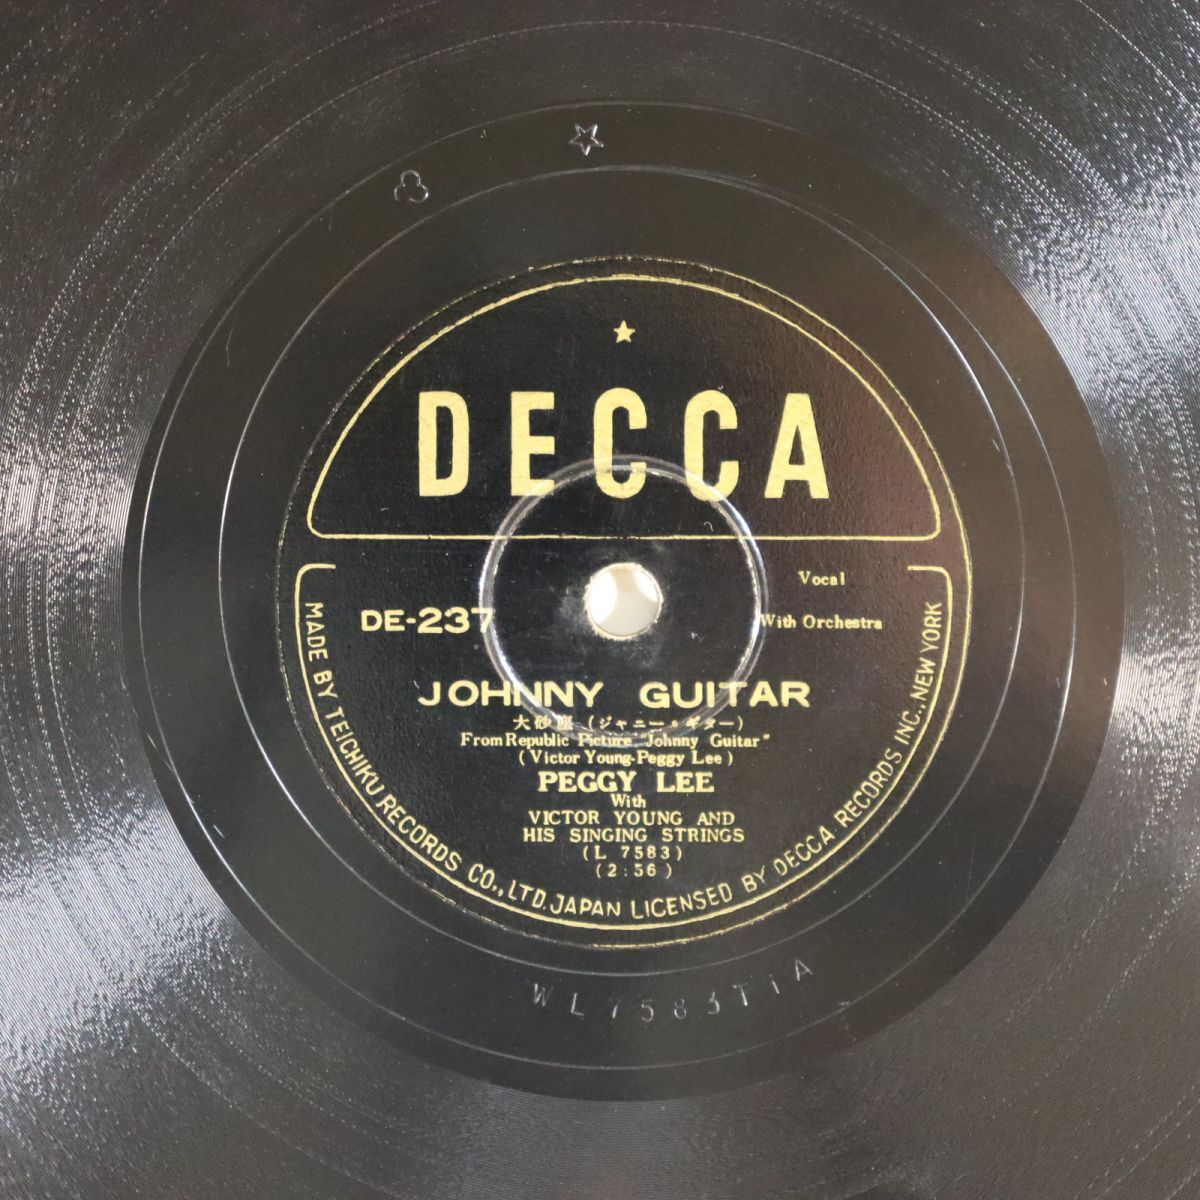 DECCA
Vocal
DE-237
With Orchestra
JOHNNY GUITAR
大砂塵 (ジャニー・ギター)
From Republic Picture "Johnny Guitar"
(Victor Young-Peggy Lee)
PEGGY LEE
With
VICTOR YOUNG AND
HIS SINGING STRINGS
(L 7583)
(2:56)
MADE BY TEICHIKU RECORDS CO., LTD. JAPAN LICENSED BY DECCA RECORDS INC., NEW YORK
WL7583T1A